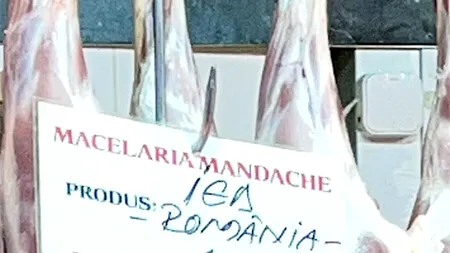 MACELARIA MANDACHE
PRODUS: IED
- ROMÂNIA -